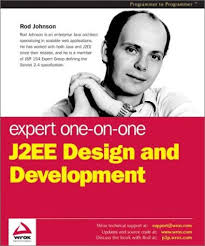 Programmer to Programmer™
Rod Johnson
Rod Johnson is an enterprise Java architect
specializing in scalable web applications.
He has worked with both Java and J2EE
since their release, and he is a member of
JSR 154 Expert Group defining the
Servlet 2.4 specification.
expert one-on-one
J2EE Design and
Development
wrox
Wrox technical support at: support@wrox.com
Updates and source code at: www.wrox.com
Discuss the book with Rod at: p2p.wrox.com